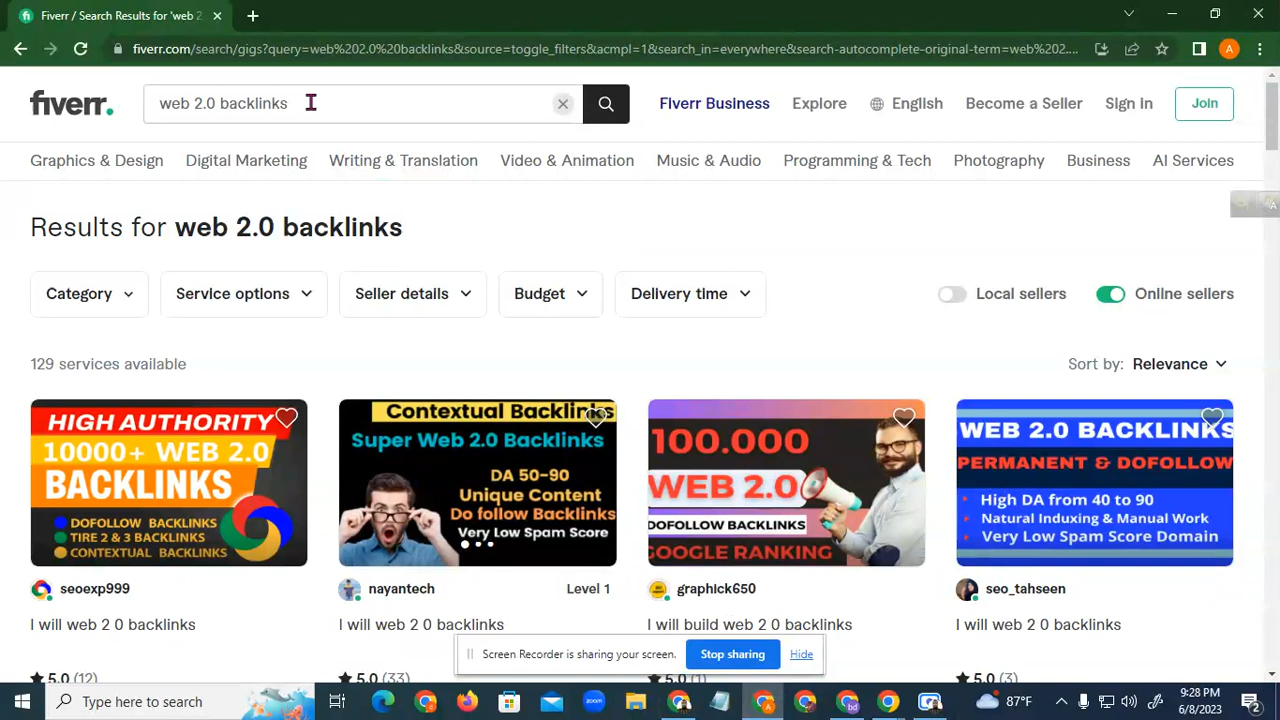 Fiverr / Search Results for 'web 2
fiverr.com/search/gigs?query=web%202.0%20backlinks&source=toggle_filters&acmpl=1&search_in=everywhere&search-autocomplete-original-term=web%202....
A
fiverr.
web 2.0 backlinks
Fiverr Business
Explore
English
Become a Seller
Sign in
Join
Graphics & Design
Digital Marketing
Writing & Translation
Video & Animation
Music & Audio
Programming & Tech
Photography
Business
AI Services
Results for web 2.0 backlinks
Category
Service options
Seller details
Budget
Delivery time
Local sellers
Online sellers
129 services available
Sort by: Relevance
HIGH AUTHORITY
10000+ WEB 2.0
BACKLINKS
DOFOLLOW BACKLINKS
TIRE 2 & 3 BACKLINKS
CONTEXTUAL BACKLINKS
seoexp999
I will web 2 0 backlinks
5.0 (12)
Contextual Backlinks
Super Web 2.0 Backlinks
DA 50-90
Unique Content
Do follow Backlinks
Very Low Spam Score
nayantech
Level 1
I will web 2 0 backlinks
5.0 (33)
100.000
WEB 2.0
DOFOLLOW BACKLINKS
GOOGLE RANKING
graphick650
I will build web 2 0 backlinks
5.0 (1)
WEB 2.0 BACKLINKS
PERMANENT & DOFOLLOW
High DA from 40 to 90
Natural Induxing & Manual Work
Very Low Spam Score Domain
seo_tahseen
I will web 2 0 backlinks
5.0 (3)
Screen Recorder is sharing your screen.
Stop sharing
Hide
Type here to search
87°F
9:28 PM
6/8/2023
2